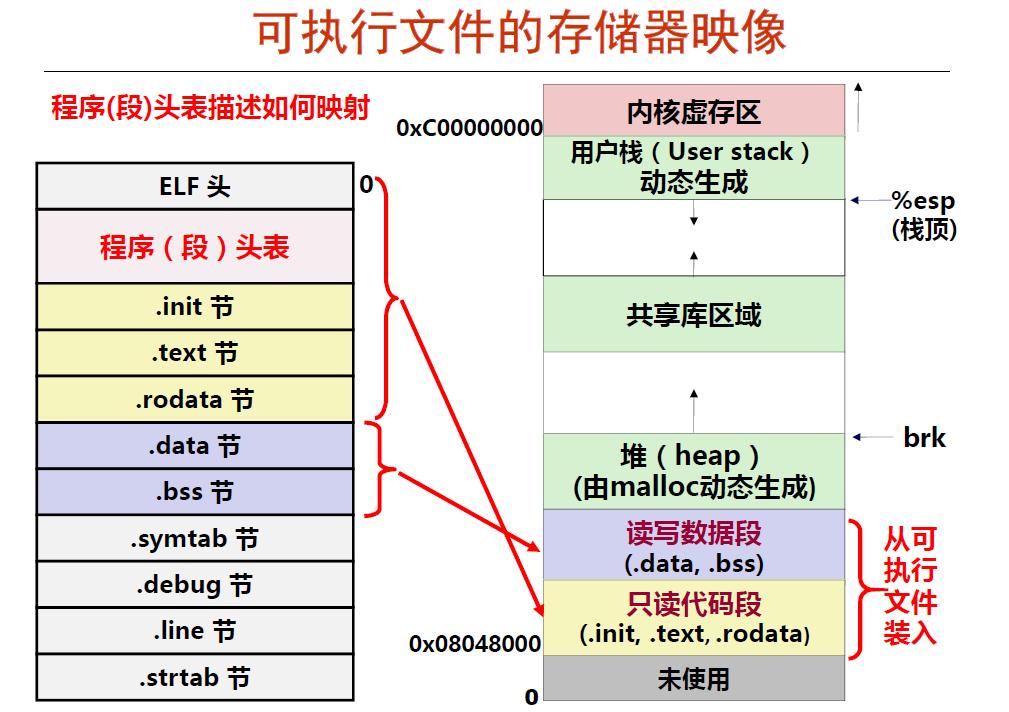 可执行文件的存储器映像
程序(段)头表描述如何映射
ELF 头
0
程序（段）头表
.init 节
.text 节
.rodata 节
.data 节
.bss 节
.symtab 节
.debug 节
.line 节
.strtab 节
0xC00000000
内核虚存区
用户栈（User stack）
动态生成
%esp
(栈顶)
共享库区域
brk
堆（heap）
(由malloc动态生成)
读写数据段
(.data, .bss)
只读代码段
(.init, .text, .rodata)
0x08048000
未使用
0
从可
执行
文件
装入